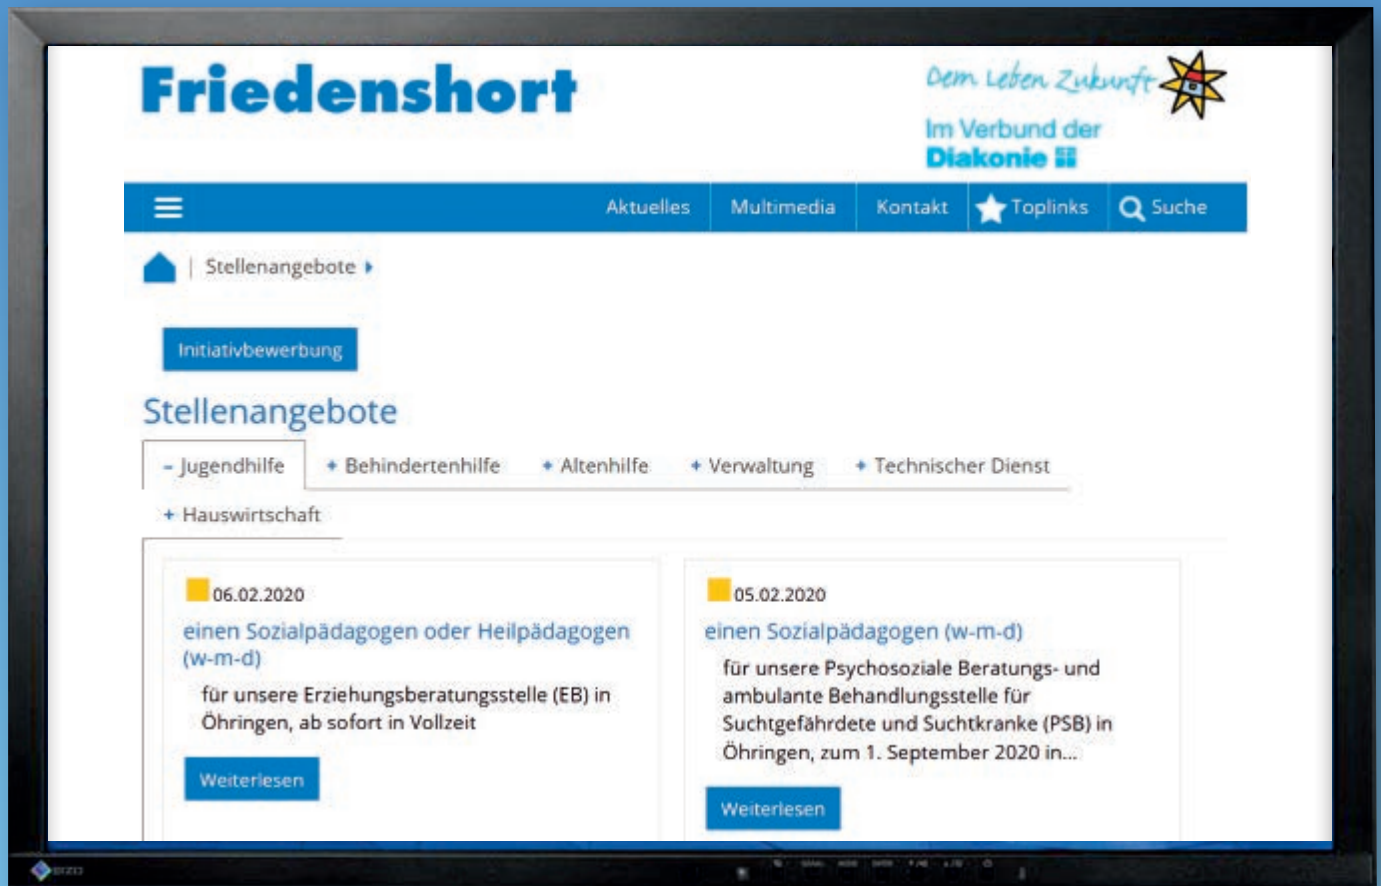 Friedenshort
Dem Leben Zukunft
Im Verbund der
Diakonie
Aktuelles Multimedia Kontakt Toplinks Suche
| Stellenangebote
Initiativbewerbung
Stellenangebote
– Jugendhilfe + Behindertenhilfe + Altenhilfe + Verwaltung + Technischer Dienst
+ Hauswirtschaft
06.02.2020
einen Sozialpädagogen oder Heilpädagogen
(w-m-d)
für unsere Erziehungsberatungsstelle (EB) in
Öhringen, ab sofort in Vollzeit
Weiterlesen
05.02.2020
einen Sozialpädagogen (w-m-d)
für unsere Psychosoziale Beratungs- und
ambulante Behandlungsstelle für
Suchtgefährdete und Suchtkranke (PSB) in
Öhringen, zum 1. September 2020 in...
Weiterlesen
EIZO